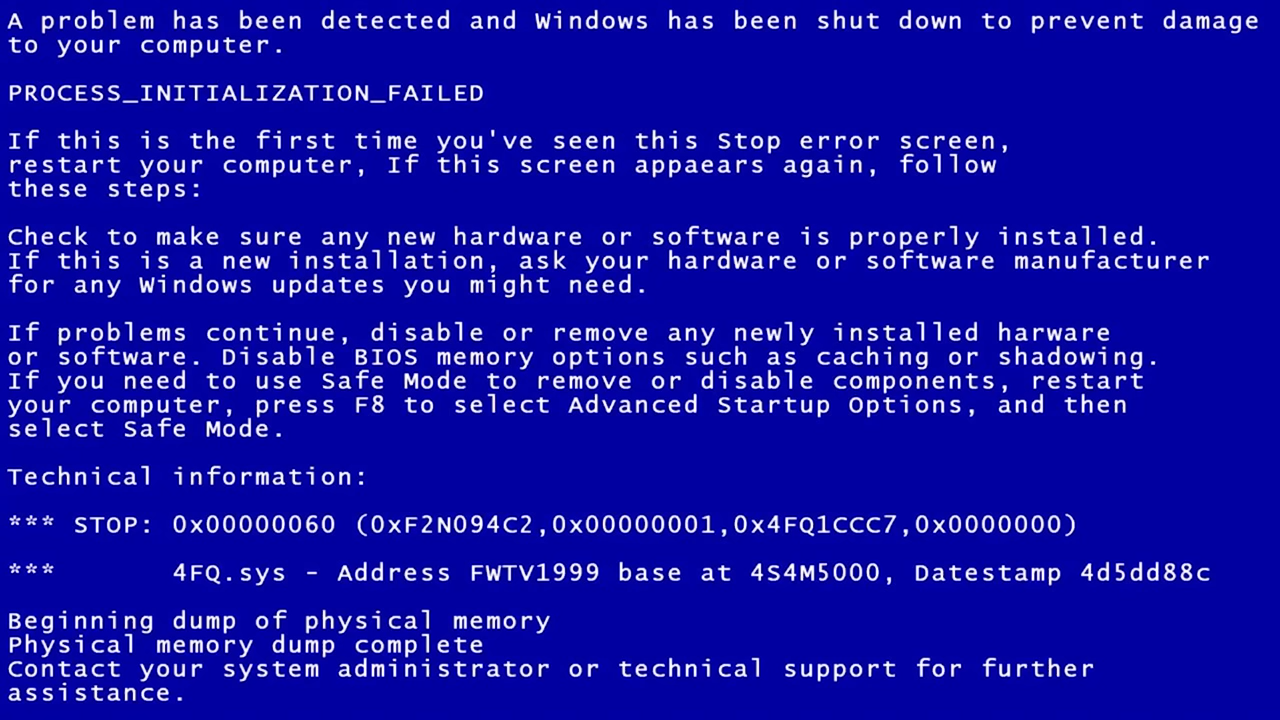 A problem has been detected and Windows has been shut down to prevent damage
to your computer.
PROCESS_INITIALIZATION_FAILED
If this is the first time you've seen this Stop error screen,
restart your computer, If this screen appaears again, follow
these steps:
Check to make sure any new hardware or software is properly installed.
If this is a new installation, ask your hardware or software manufacturer
for any Windows updates you might need.
If problems continue, disable or remove any newly installed harware
or software. Disable BIOS memory options such as caching or shadowing.
If you need to use Safe Mode to remove or disable components, restart
your computer, press F8 to select Advanced Startup Options, and then
select Safe Mode.
Technical information:
*** STOP: 0x00000060 (0xF2N094C2,0x00000001,0x4FQ1CCC7,0x0000000)
*** 4FQ.sys - Address FWTV1999 base at 4S4M5000, Datestamp 4d5dd88c
Beginning dump of physical memory
Physical memory dump complete
Contact your system administrator or technical support for further
assistance.